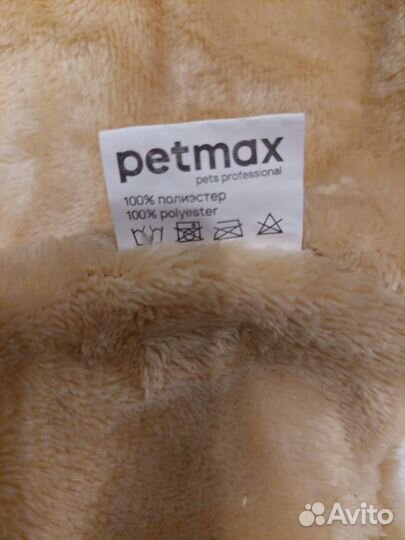 petmax
pets professional
100% полиэстер
100% polyester
Avito